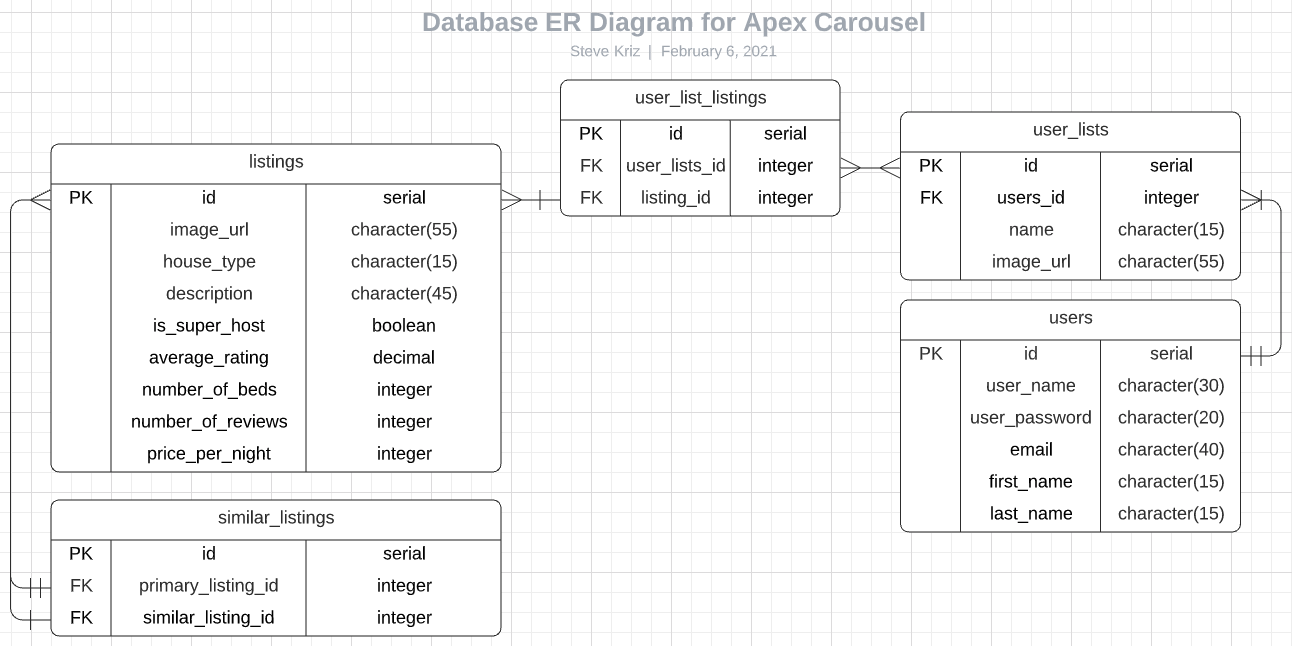 Database ER Diagram for Apex Carousel
Steve Kriz | February 6, 2021
user_list_listings
PK id serial
FK user_lists_id integer
FK listing_id integer
user_lists
PK id serial
FK users_id integer
name character(15)
image_url character(55)
listings
PK id serial
image_url character(55)
house_type character(15)
description character(45)
is_super_host boolean
average_rating decimal
number_of_beds integer
number_of_reviews integer
price_per_night integer
users
PK id serial
user_name character(30)
user_password character(20)
email character(40)
first_name character(15)
last_name character(15)
similar_listings
PK id serial
FK primary_listing_id integer
FK similar_listing_id integer